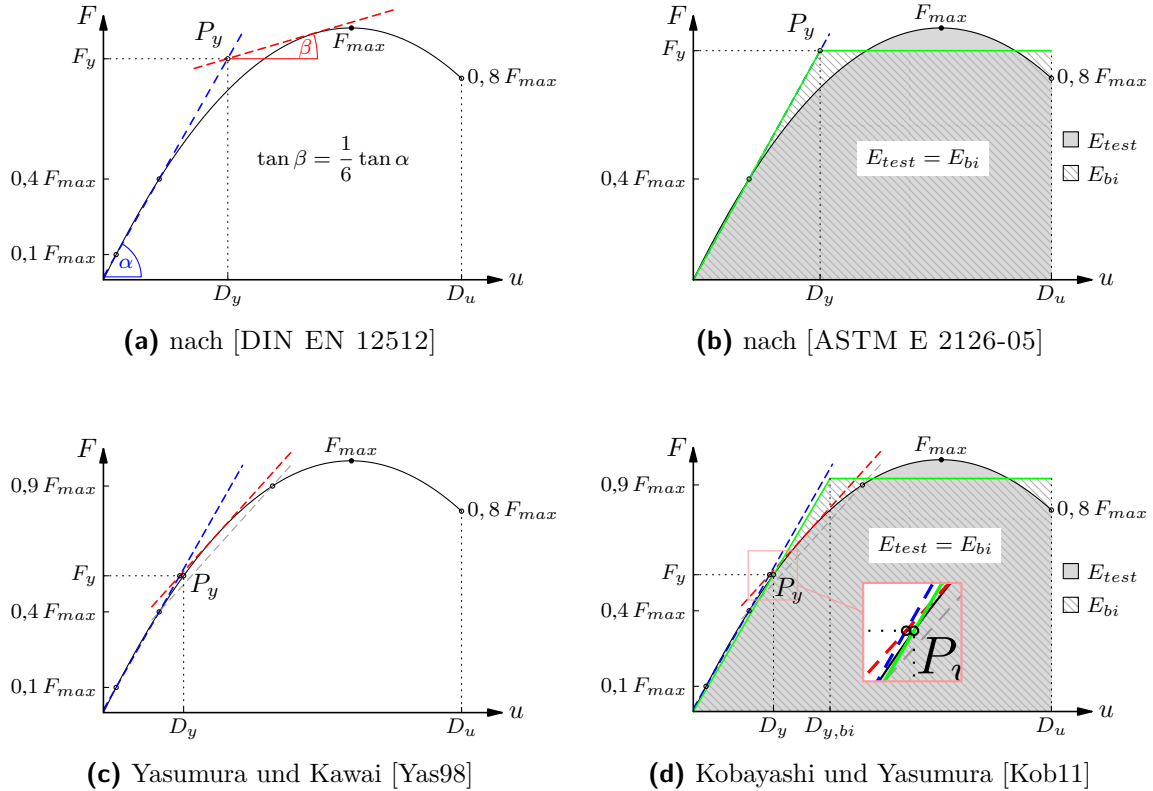 F
P_y
F_max
β
F_y
0,8 F_max
tan β = 1/6 tan α
0,4 F_max
0,1 F_max
α
D_y
D_u
u
(a) nach [DIN EN 12512]
F
F_max
P_y
F_y
0,8 F_max
E_test
E_test = E_bi
E_bi
0,4 F_max
D_y
D_u
u
(b) nach [ASTM E 2126-05]
F
F_max
0,9 F_max
0,8 F_max
F_y
P_y
0,4 F_max
0,1 F_max
D_y
D_u
u
(c) Yasumura und Kawai [Yas98]
F
F_max
0,9 F_max
0,8 F_max
E_test = E_bi
F_y
P_y
E_test
0,4 F_max
E_bi
P
0,1 F_max
D_y
D_y,bi
D_u
u
(d) Kobayashi und Yasumura [Kob11]